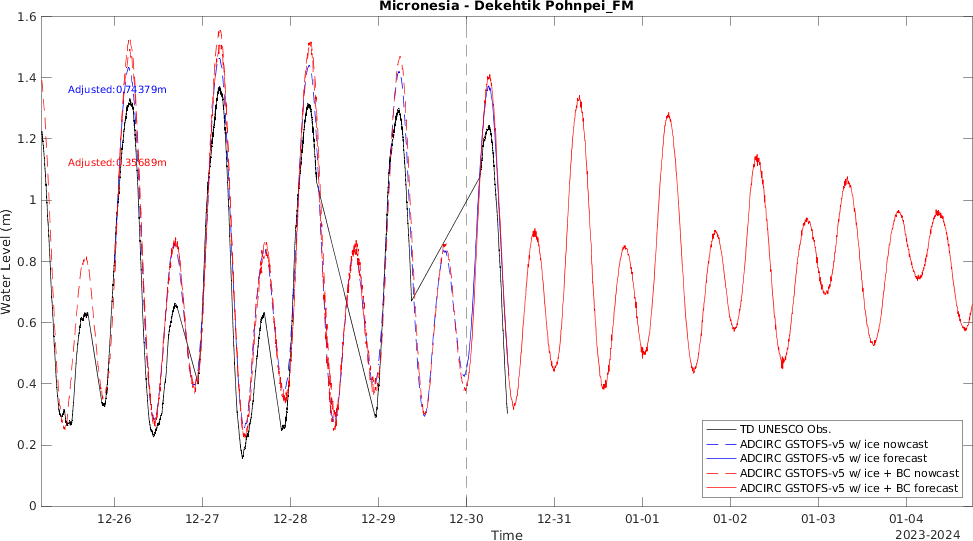 Micronesia - Dekehtik Pohnpei_FM
Water Level (m)
1.6
1.4
1.2
1
0.8
0.6
0.4
0.2
0
Adjusted:0.74379m
Adjusted:0.35689m
TD UNESCO Obs.
ADCIRC GSTOFS-v5 w/ ice nowcast
ADCIRC GSTOFS-v5 w/ ice forecast
ADCIRC GSTOFS-v5 w/ ice + BC nowcast
ADCIRC GSTOFS-v5 w/ ice + BC forecast
12-26 12-27 12-28 12-29 12-30 12-31 01-01 01-02 01-03 01-04
Time
2023-2024